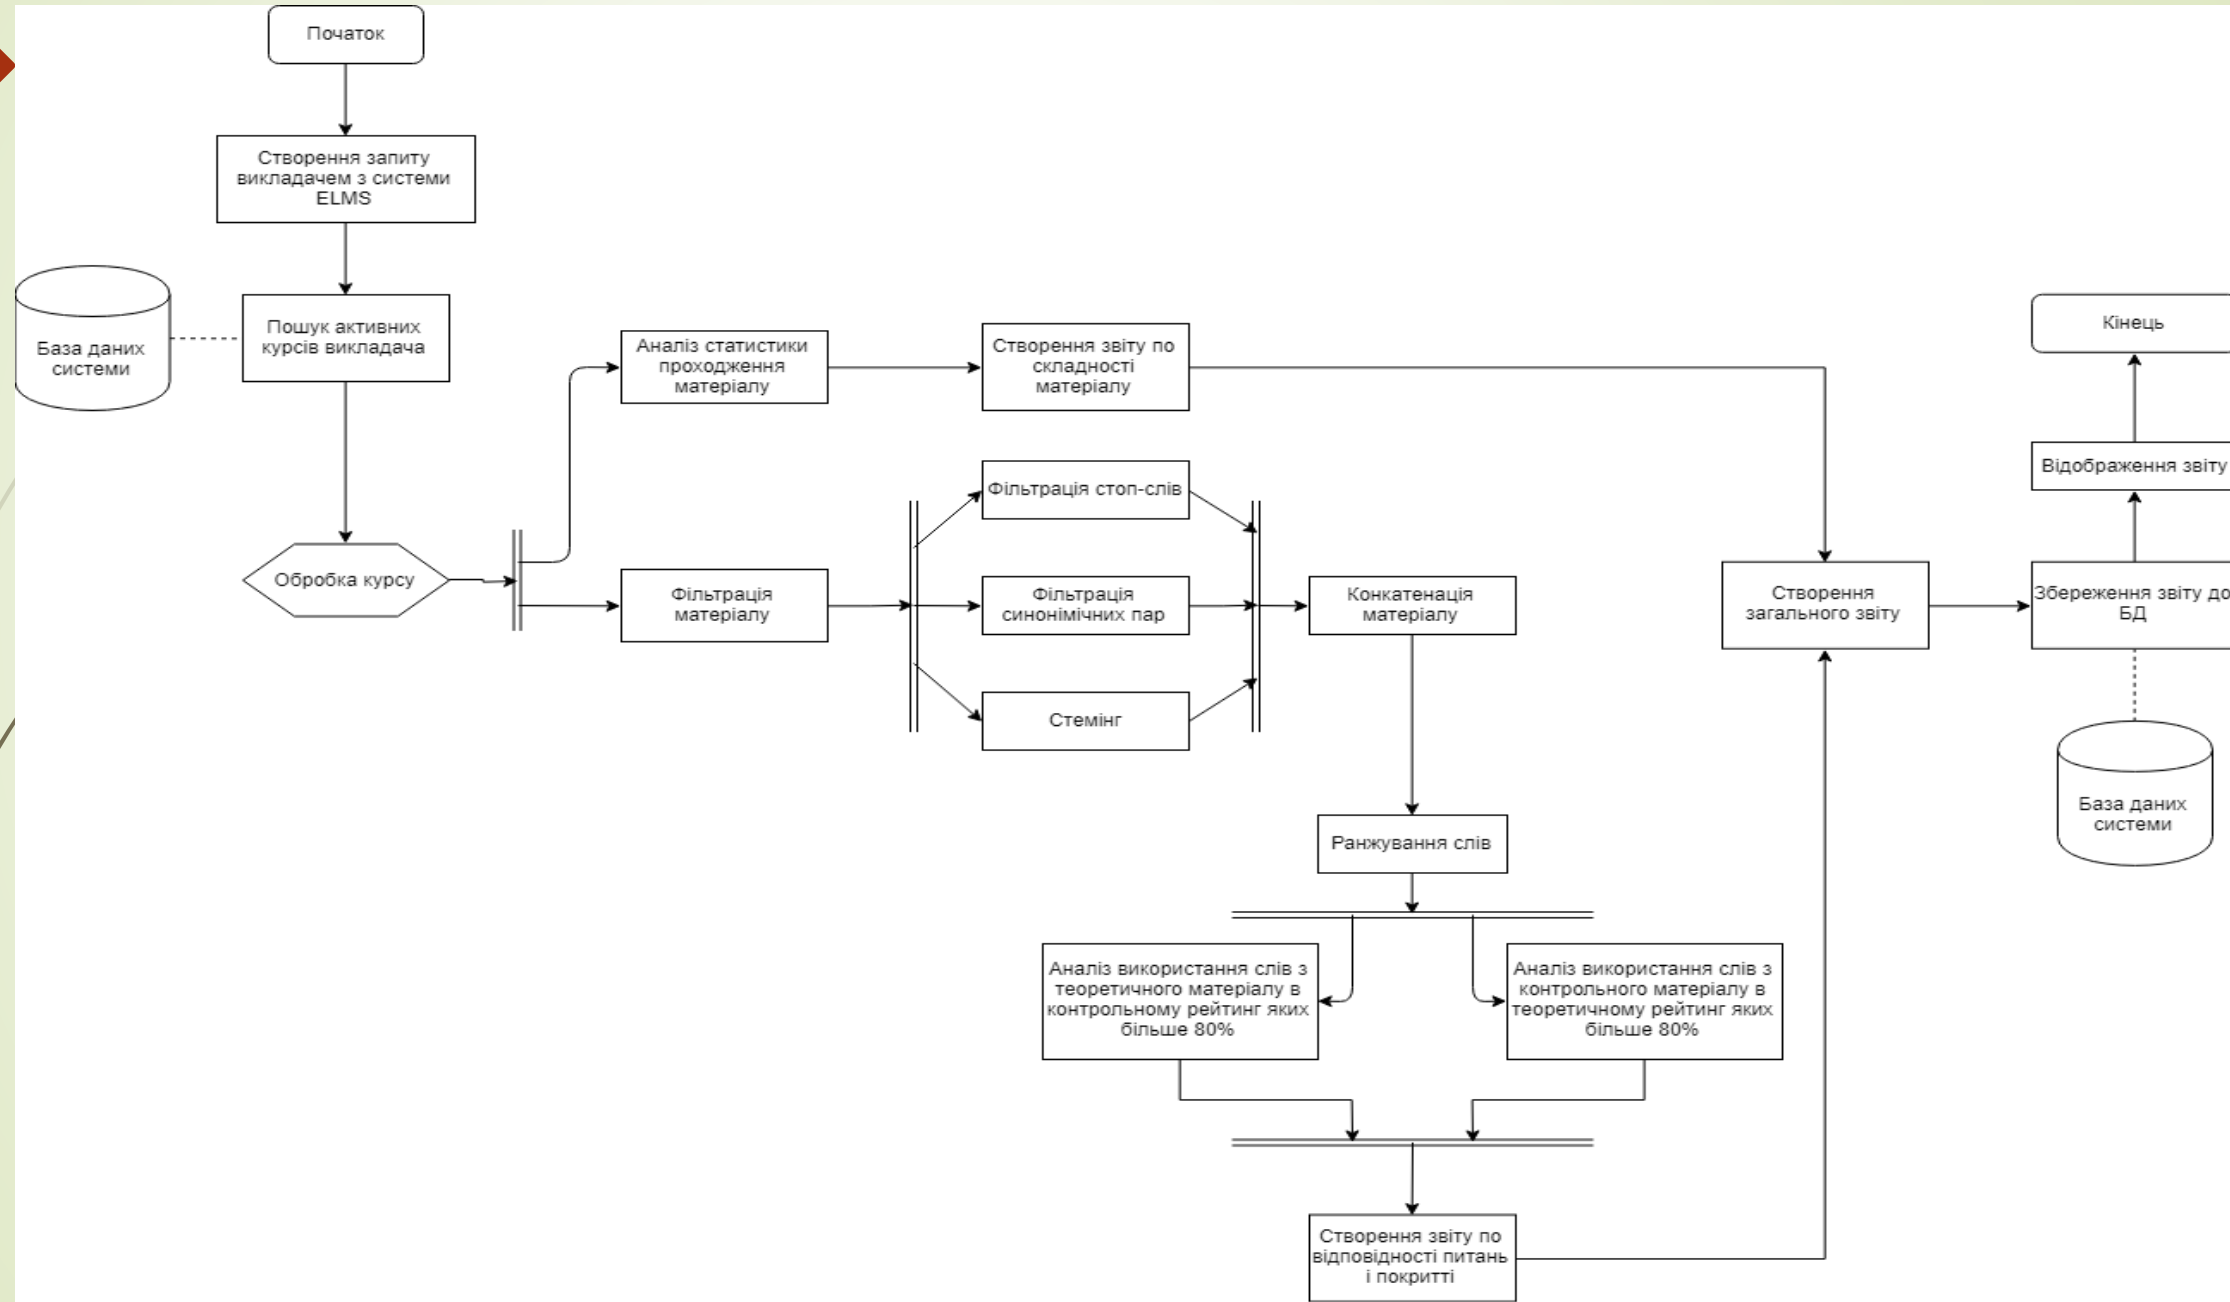 Початок
Створення запиту
викладачем з системи
ELMS
База даних
системи
Пошук активних
курсів викладача
Обробка курсу
Аналіз статистики
проходження
матеріалу
Створення звіту по
складності
матеріалу
Фільтрація
матеріалу
Фільтрація стоп-слів
Фільтрація
синонімічних пар
Стемінг
Конкатенація
матеріалу
Ранжування слів
Аналіз використання слів з
теоретичного матеріалу в
контрольному рейтинг яких
більше 80%
Аналіз використання слів з
контрольного матеріалу в
теоретичному рейтинг яких
більше 80%
Створення звіту по
відповідності питань
і покритті
Створення
загального звіту
Збереження звіту до
БД
База даних
системи
Відображення звіту
Кінець